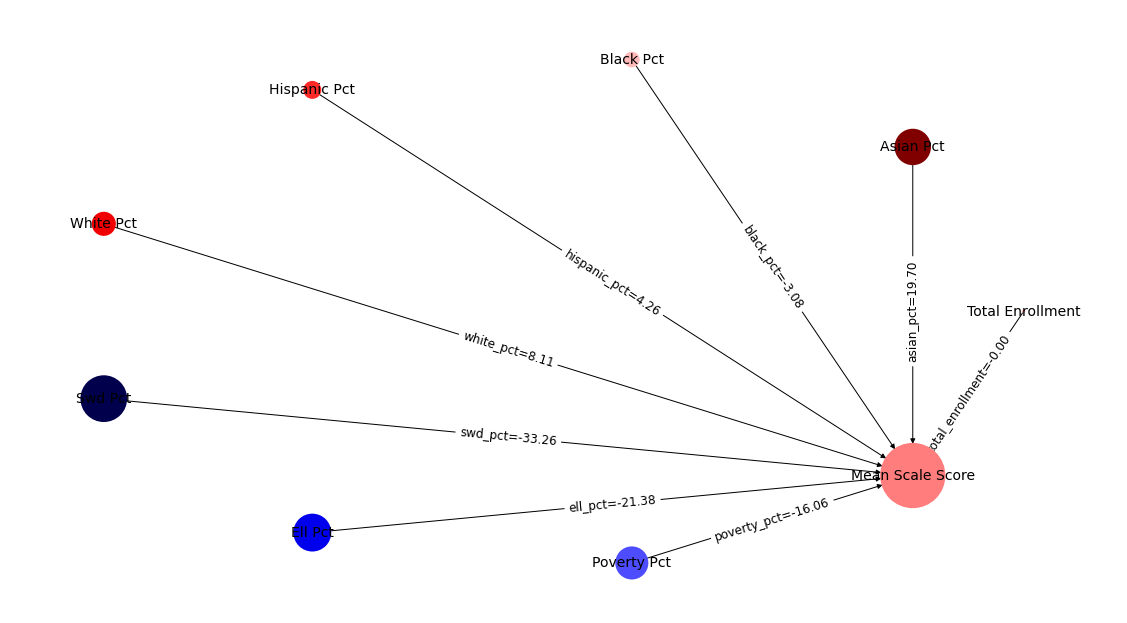 Black Pct
Hispanic Pct
Asian Pct
White Pct
black_pct=-3.08
hispanic_pct=4.26
asian_pct=19.70
Total Enrollment
white_pct=8.11
otal_enrollment=-0.00
Swd Pct
swd_pct=-33.26
Mean Scale Score
ell_pct=-21.38
poverty_pct=-16.06
Ell Pct
Poverty Pct